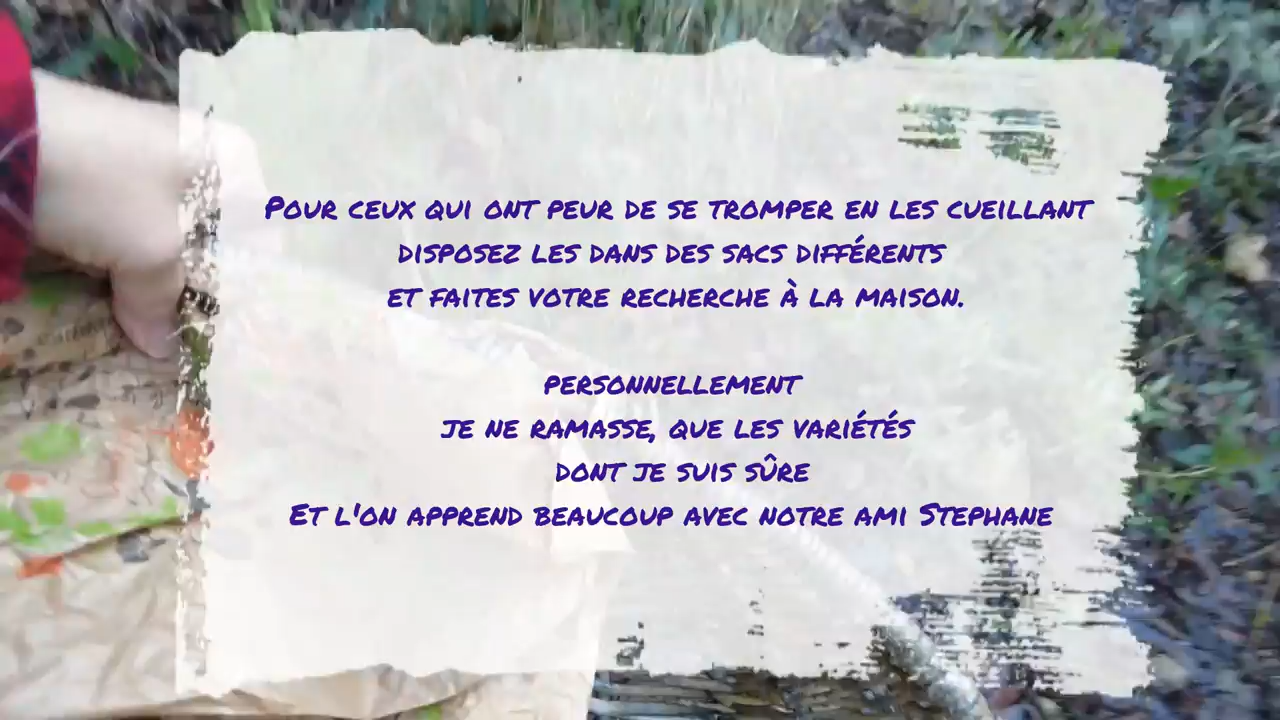 Pour ceux qui ont peur de se tromper en les cueillant
disposez les dans des sacs différents
et faites votre recherche à la maison.
personnellement
je ne ramasse, que les variétés
dont je suis sûre
Et l'on apprend beaucoup avec notre ami Stephane